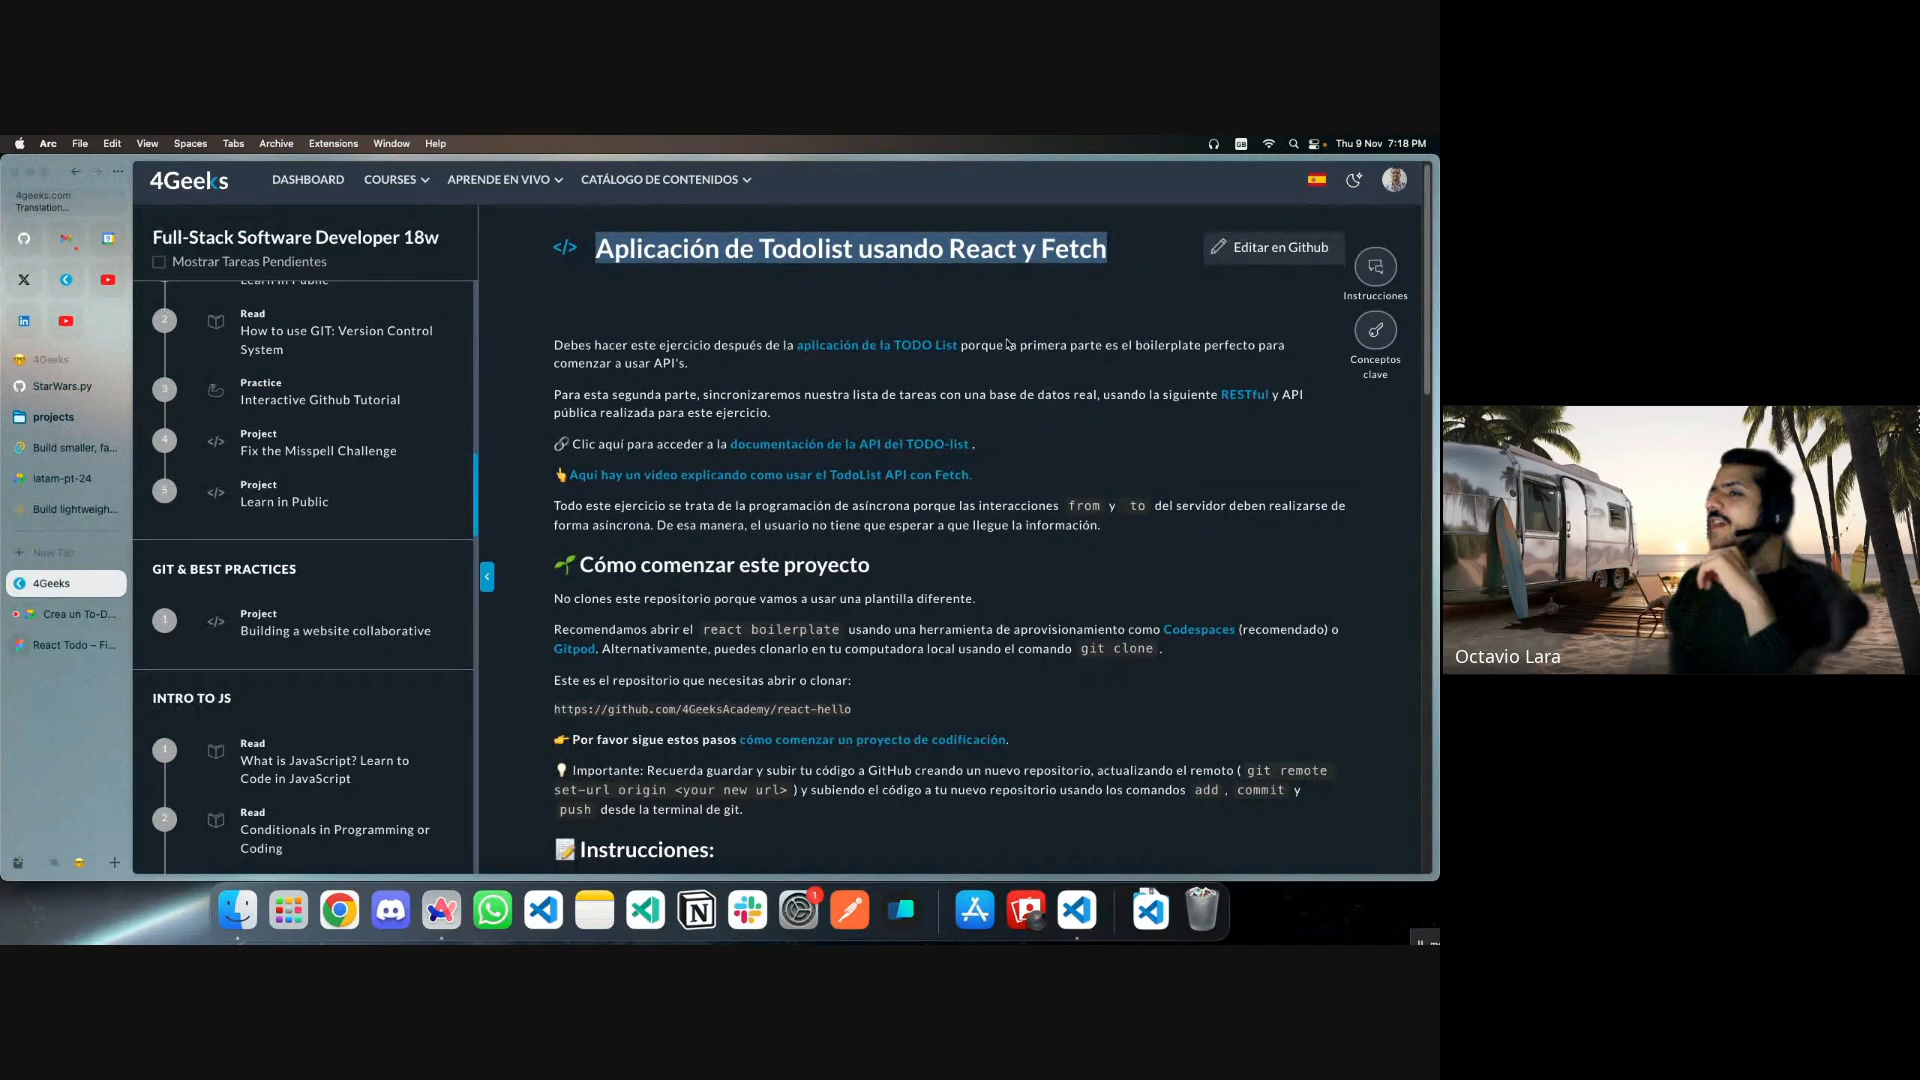 Arc File Edit View Spaces Tabs Archive Window Extensions Help
Thu 9 Nov 7:18 PM
4geeks.com
Translation...
4Geeks
StarWars.py
projects
Build smaller, fa...
latam-pt-24
Build lightweigh...
New Tab
4Geeks
Crea un To-D...
React Todo – Fi...
4Geeks
DASHBOARD
COURSES
APRENDE EN VIVO
CATÁLOGO DE CONTENIDOS
Full-Stack Software Developer 18w
Mostrar Tareas Pendientes
Learn in Public
2
Read
How to use GIT: Version Control
System
3
Practice
Interactive Github Tutorial
4
Project
Fix the Misspell Challenge
5
Project
Learn in Public
GIT & BEST PRACTICES
1
Project
Building a website collaborative
INTRO TO JS
1
Read
What is JavaScript? Learn to
Code in JavaScript
2
Read
Conditionals in Programming or
Coding
</> Aplicación de Todolist usando React y Fetch
Editar en Github
Instrucciones
Conceptos
clave
Debes hacer este ejercicio después de la aplicación de la TODO List porque la primera parte es el boilerplate perfecto para
comenzar a usar API's.
Para esta segunda parte, sincronizaremos nuestra lista de tareas con una base de datos real, usando la siguiente RESTful y API
pública realizada para este ejercicio.
🔗 Clic aquí para acceder a la documentación de la API del TODO-list .
👆Aqui hay un video explicando como usar el TodoList API con Fetch.
Todo este ejercicio se trata de la programación de asíncrona porque las interacciones from y to del servidor deben realizarse de
forma asíncrona. De esa manera, el usuario no tiene que esperar a que llegue la información.
🌱 Cómo comenzar este proyecto
No clones este repositorio porque vamos a usar una plantilla diferente.
Recomendamos abrir el react boilerplate usando una herramienta de aprovisionamiento como Codespaces (recomendado) o
Gitpod. Alternativamente, puedes clonarlo en tu computadora local usando el comando git clone .
Este es el repositorio que necesitas abrir o clonar:
https://github.com/4GeeksAcademy/react-hello
👉 Por favor sigue estos pasos cómo comenzar un proyecto de codificación.
💡 Importante: Recuerda guardar y subir tu código a GitHub creando un nuevo repositorio, actualizando el remoto ( git remote
set-url origin <your new url> ) y subiendo el código a tu nuevo repositorio usando los comandos add , commit y
push desde la terminal de git.
📝 Instrucciones:
Octavio Lara